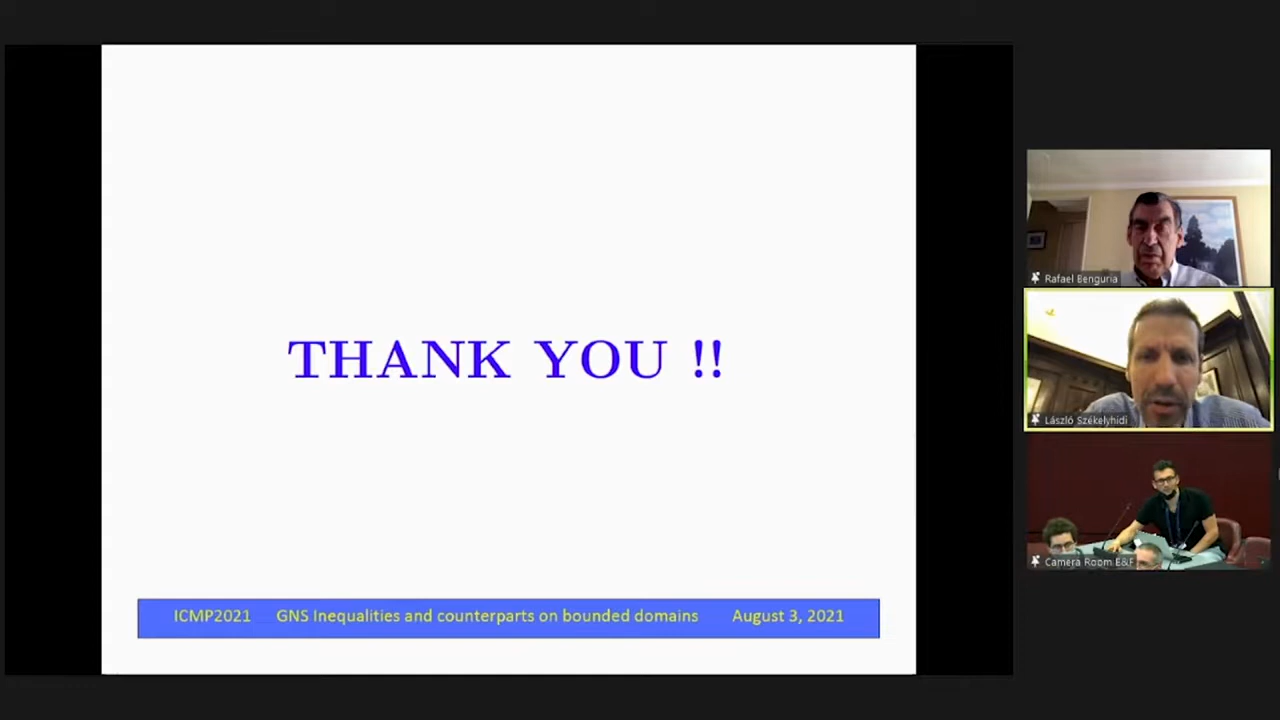 THANK YOU !!
ICMP2021 GNS Inequalities and counterparts on bounded domains August 3, 2021
Rafael Benguria
László Székelyhidi
Camera Room E&F